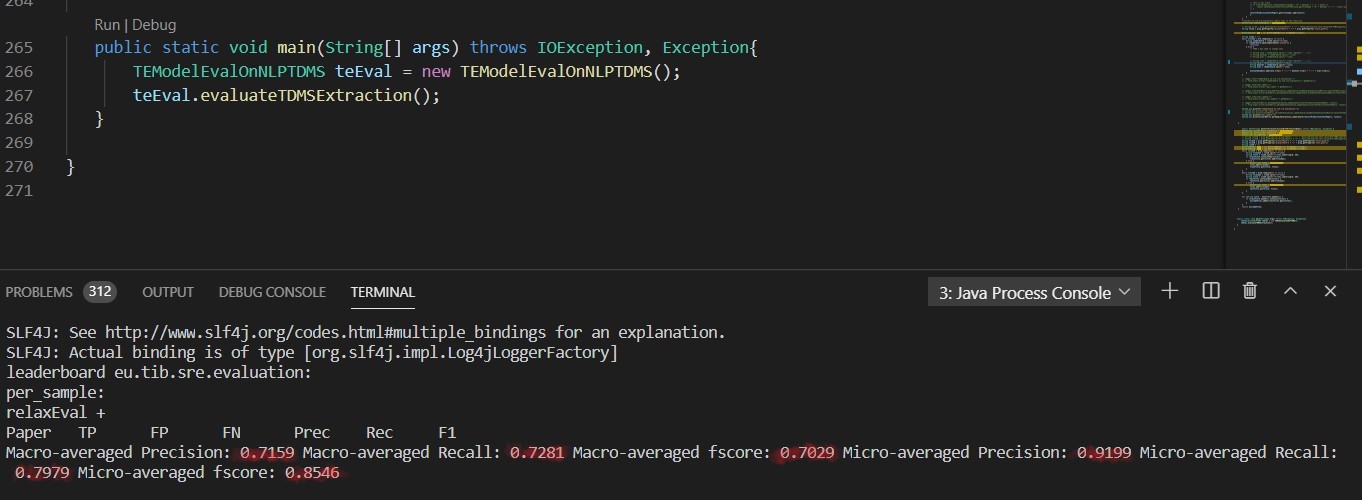 264
Run | Debug
265 public static void main(String[] args) throws IOException, Exception{
266 TEModelEvalOnNLPTDMS teEval = new TEModelEvalOnNLPTDMS();
267 teEval.evaluateTDMSExtraction();
268 }
269
270 }
271
PROBLEMS 312 OUTPUT DEBUG CONSOLE TERMINAL 3: Java Process Console
SLF4J: See http://www.slf4j.org/codes.html#multiple_bindings for an explanation.
SLF4J: Actual binding is of type [org.slf4j.impl.Log4jLoggerFactory]
leaderboard eu.tib.sre.evaluation:
per_sample:
relaxEval +
Paper TP FP FN Prec Rec F1
Macro-averaged Precision: 0.7159 Macro-averaged Recall: 0.7281 Macro-averaged fscore: 0.7029 Micro-averaged Precision: 0.9199 Micro-averaged Recall:
0.7979 Micro-averaged fscore: 0.8546